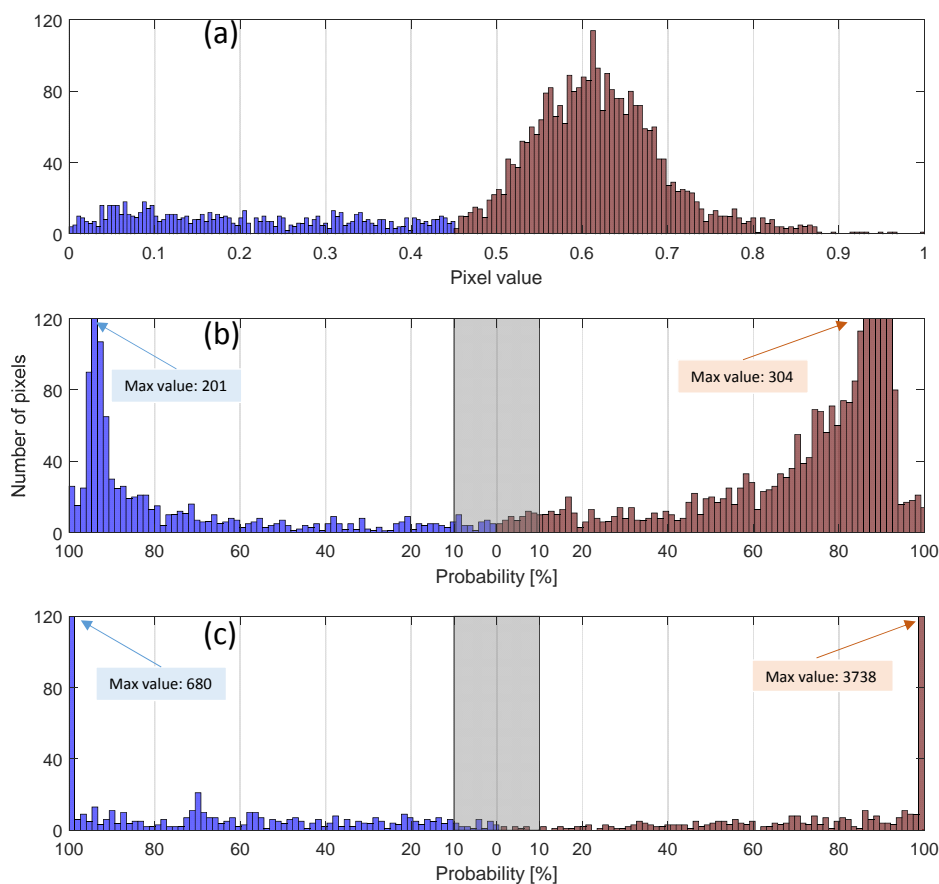 (a)
120
80
40
0
0 0.1 0.2 0.3 0.4 0.5 0.6 0.7 0.8 0.9 1
Pixel value
(b)
120
80
40
0
Number of pixels
Max value: 201
Max value: 304
100 80 60 40 20 10 0 10 20 40 60 80 100
Probability [%]
(c)
120
80
40
0
Max value: 680
Max value: 3738
100 80 60 40 20 10 0 10 20 40 60 80 100
Probability [%]